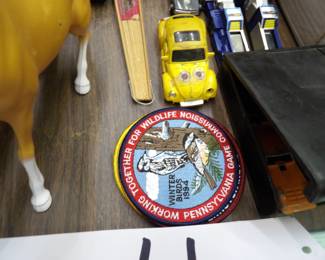 WORKING TOGETHER FOR WILDLIFE
WINTER
BIRDS
1994
PENNSYLVANIA GAME COMMISSION